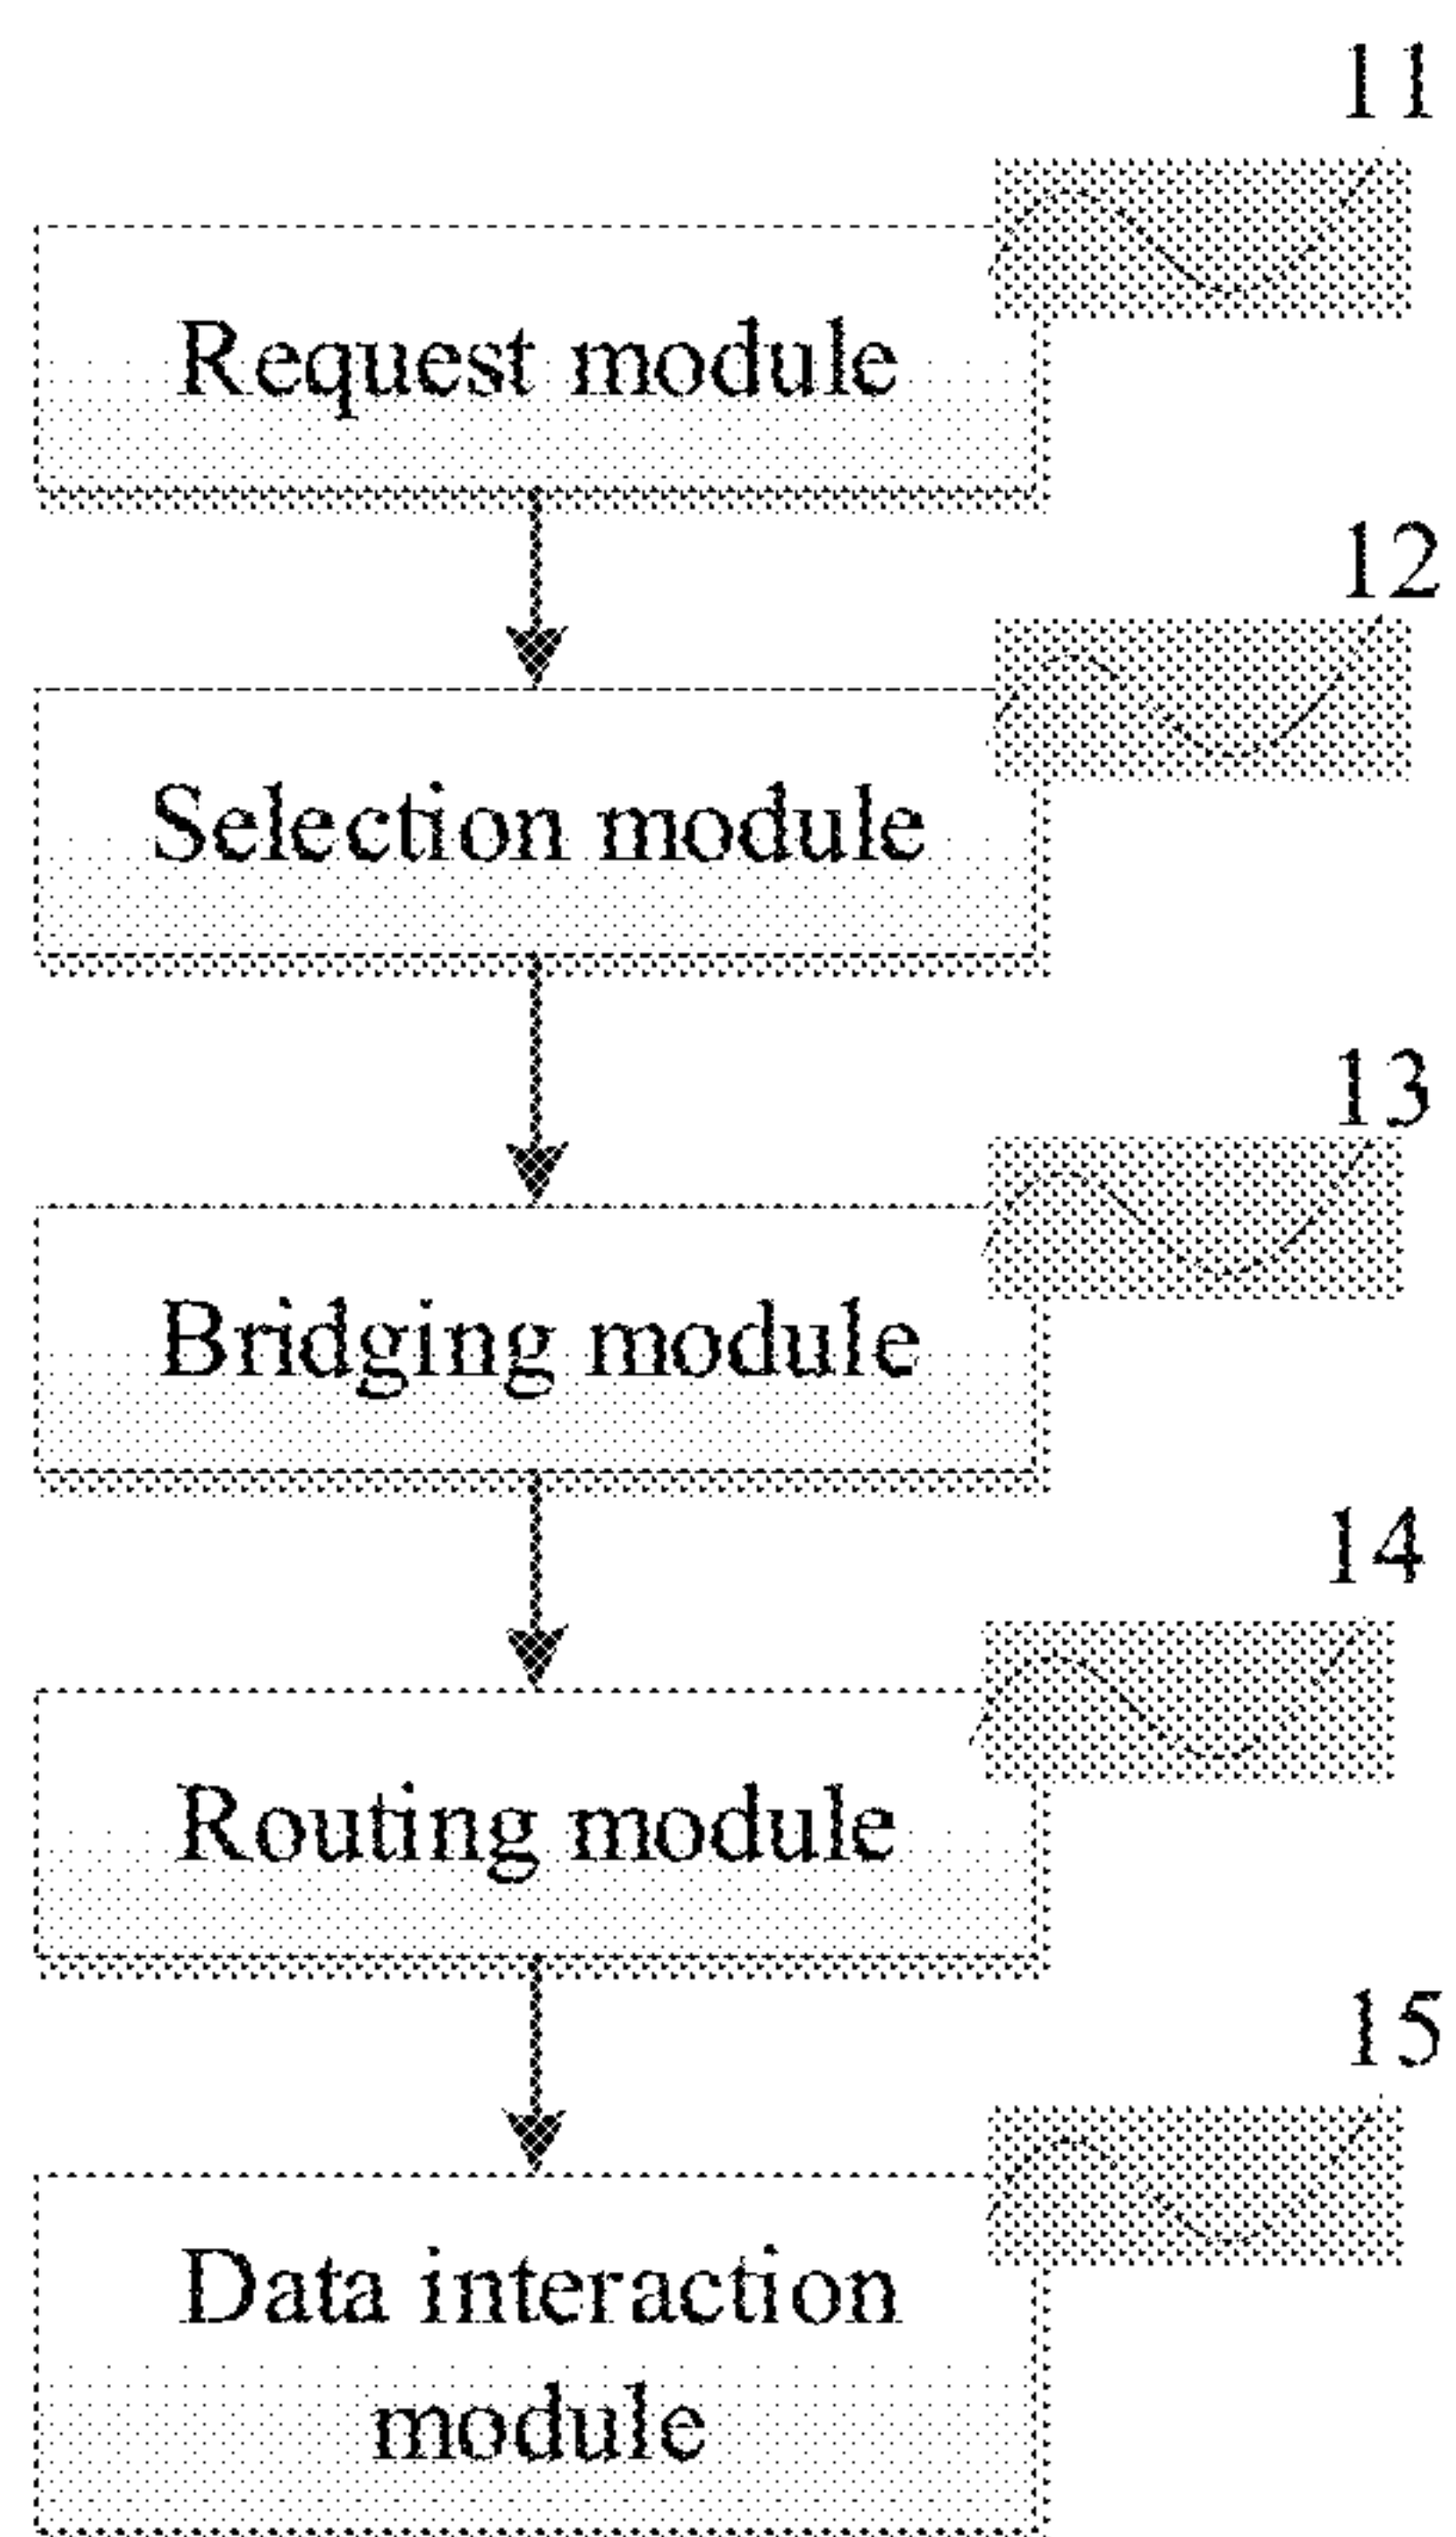 11
Request module
12
Selection module
13
Bridging module
14
Routing module
15
Data interaction
module